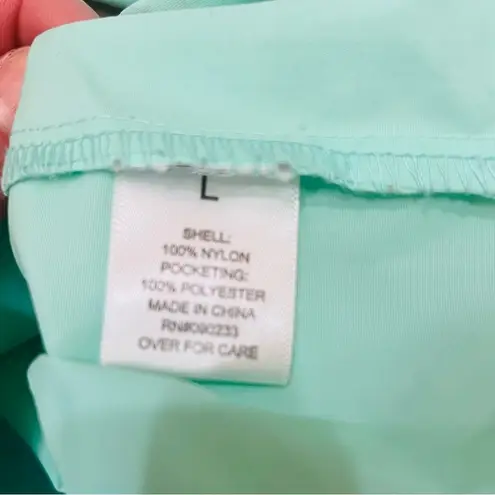 L
SHELL:
100% NYLON
POCKETING:
100% POLYESTER
MADE IN CHINA
RN#090233
OVER FOR CARE